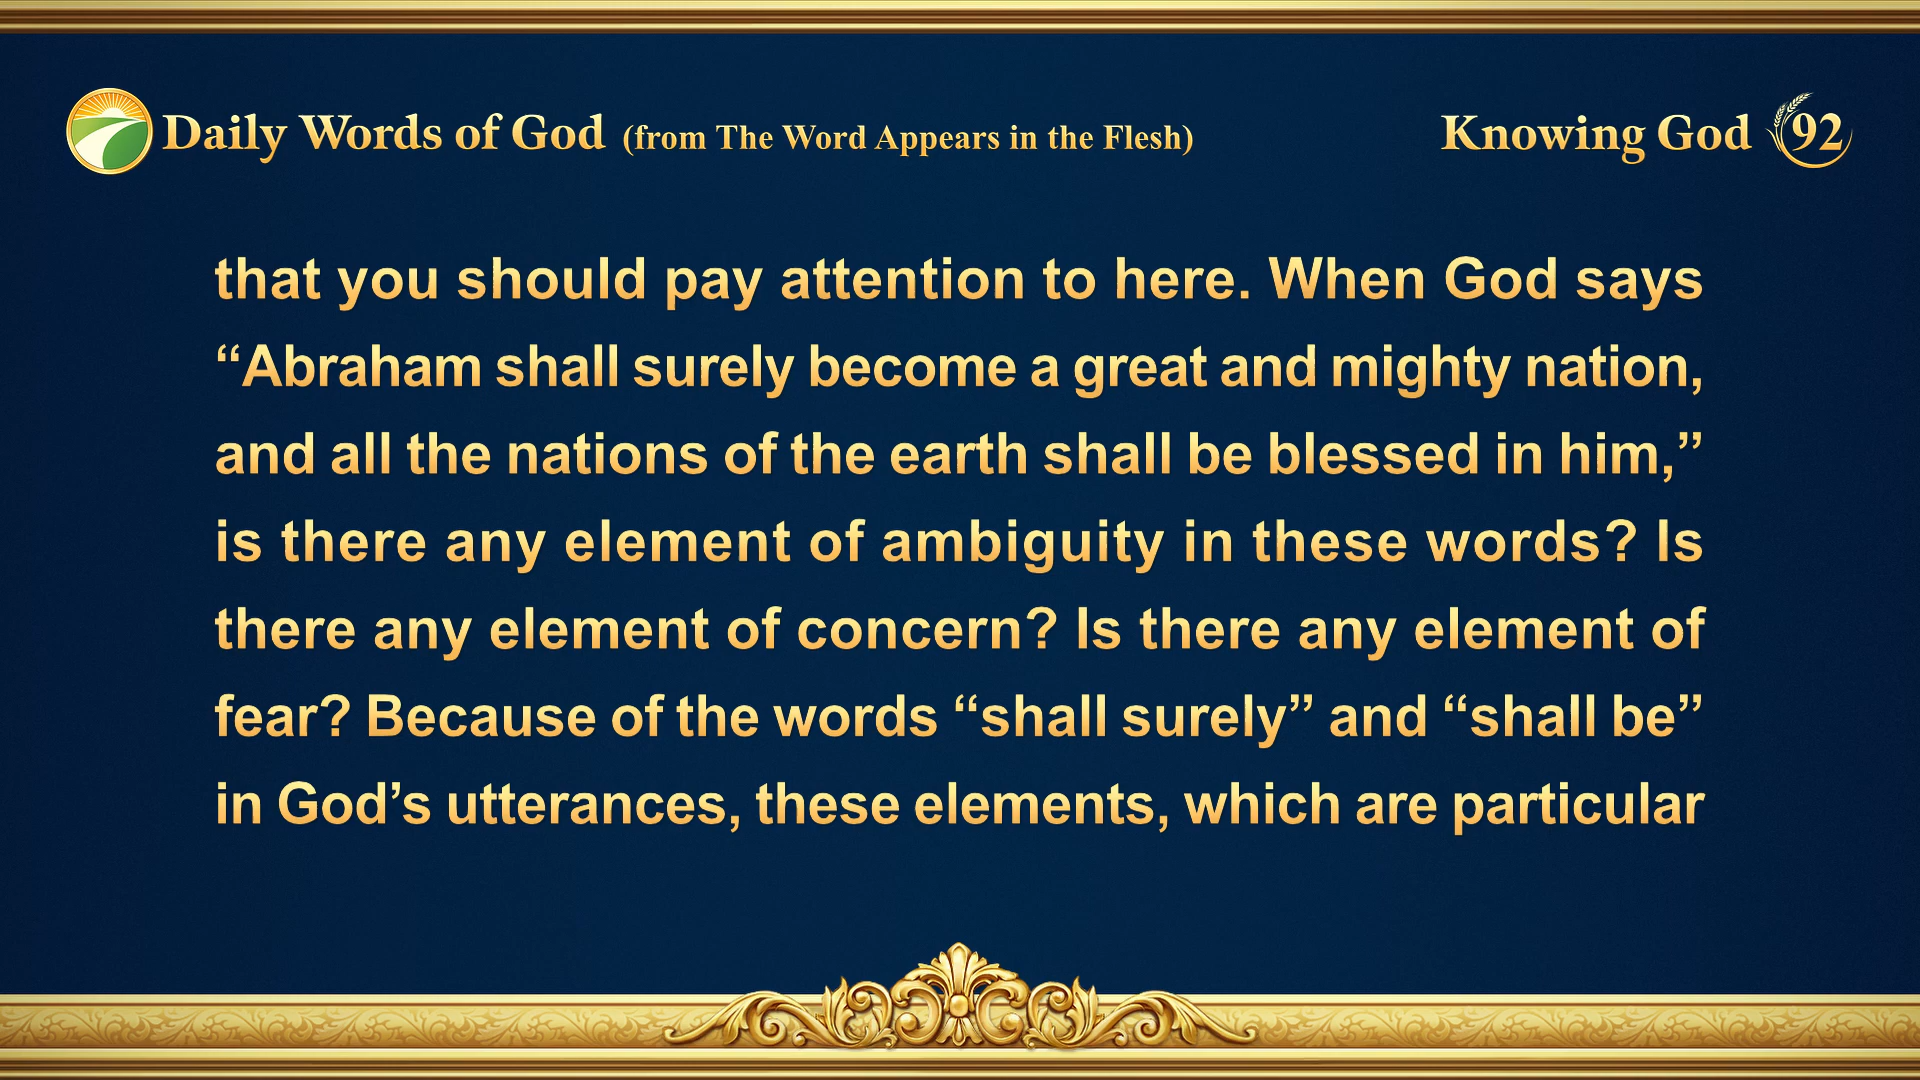 Daily Words of God (from The Word Appears in the Flesh)
Knowing God 92
that you should pay attention to here. When God says
“Abraham shall surely become a great and mighty nation,
and all the nations of the earth shall be blessed in him,”
is there any element of ambiguity in these words? Is
there any element of concern? Is there any element of
fear? Because of the words “shall surely” and “shall be”
in God’s utterances, these elements, which are particular